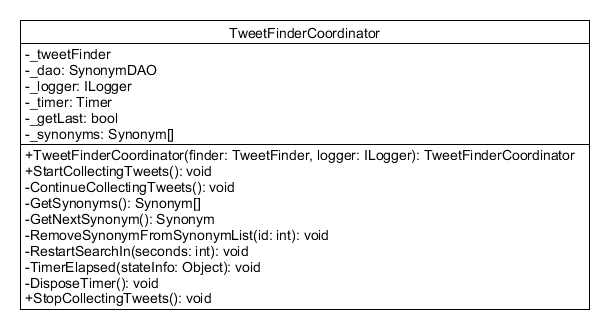 TweetFinderCoordinator
-_tweetFinder
-_dao: SynonymDAO
-_logger: ILogger
-_timer: Timer
-_getLast: bool
-_synonyms: Synonym[]
+TweetFinderCoordinator(finder: TweetFinder, logger: ILogger): TweetFinderCoordinator
+StartCollectingTweets(): void
-ContinueCollectingTweets(): void
-GetSynonyms(): Synonym[]
-GetNextSynonym(): Synonym
-RemoveSynonymFromSynonymList(id: int): void
-RestartSearchIn(seconds: int): void
-TimerElapsed(stateInfo: Object): void
-DisposeTimer(): void
+StopCollectingTweets(): void